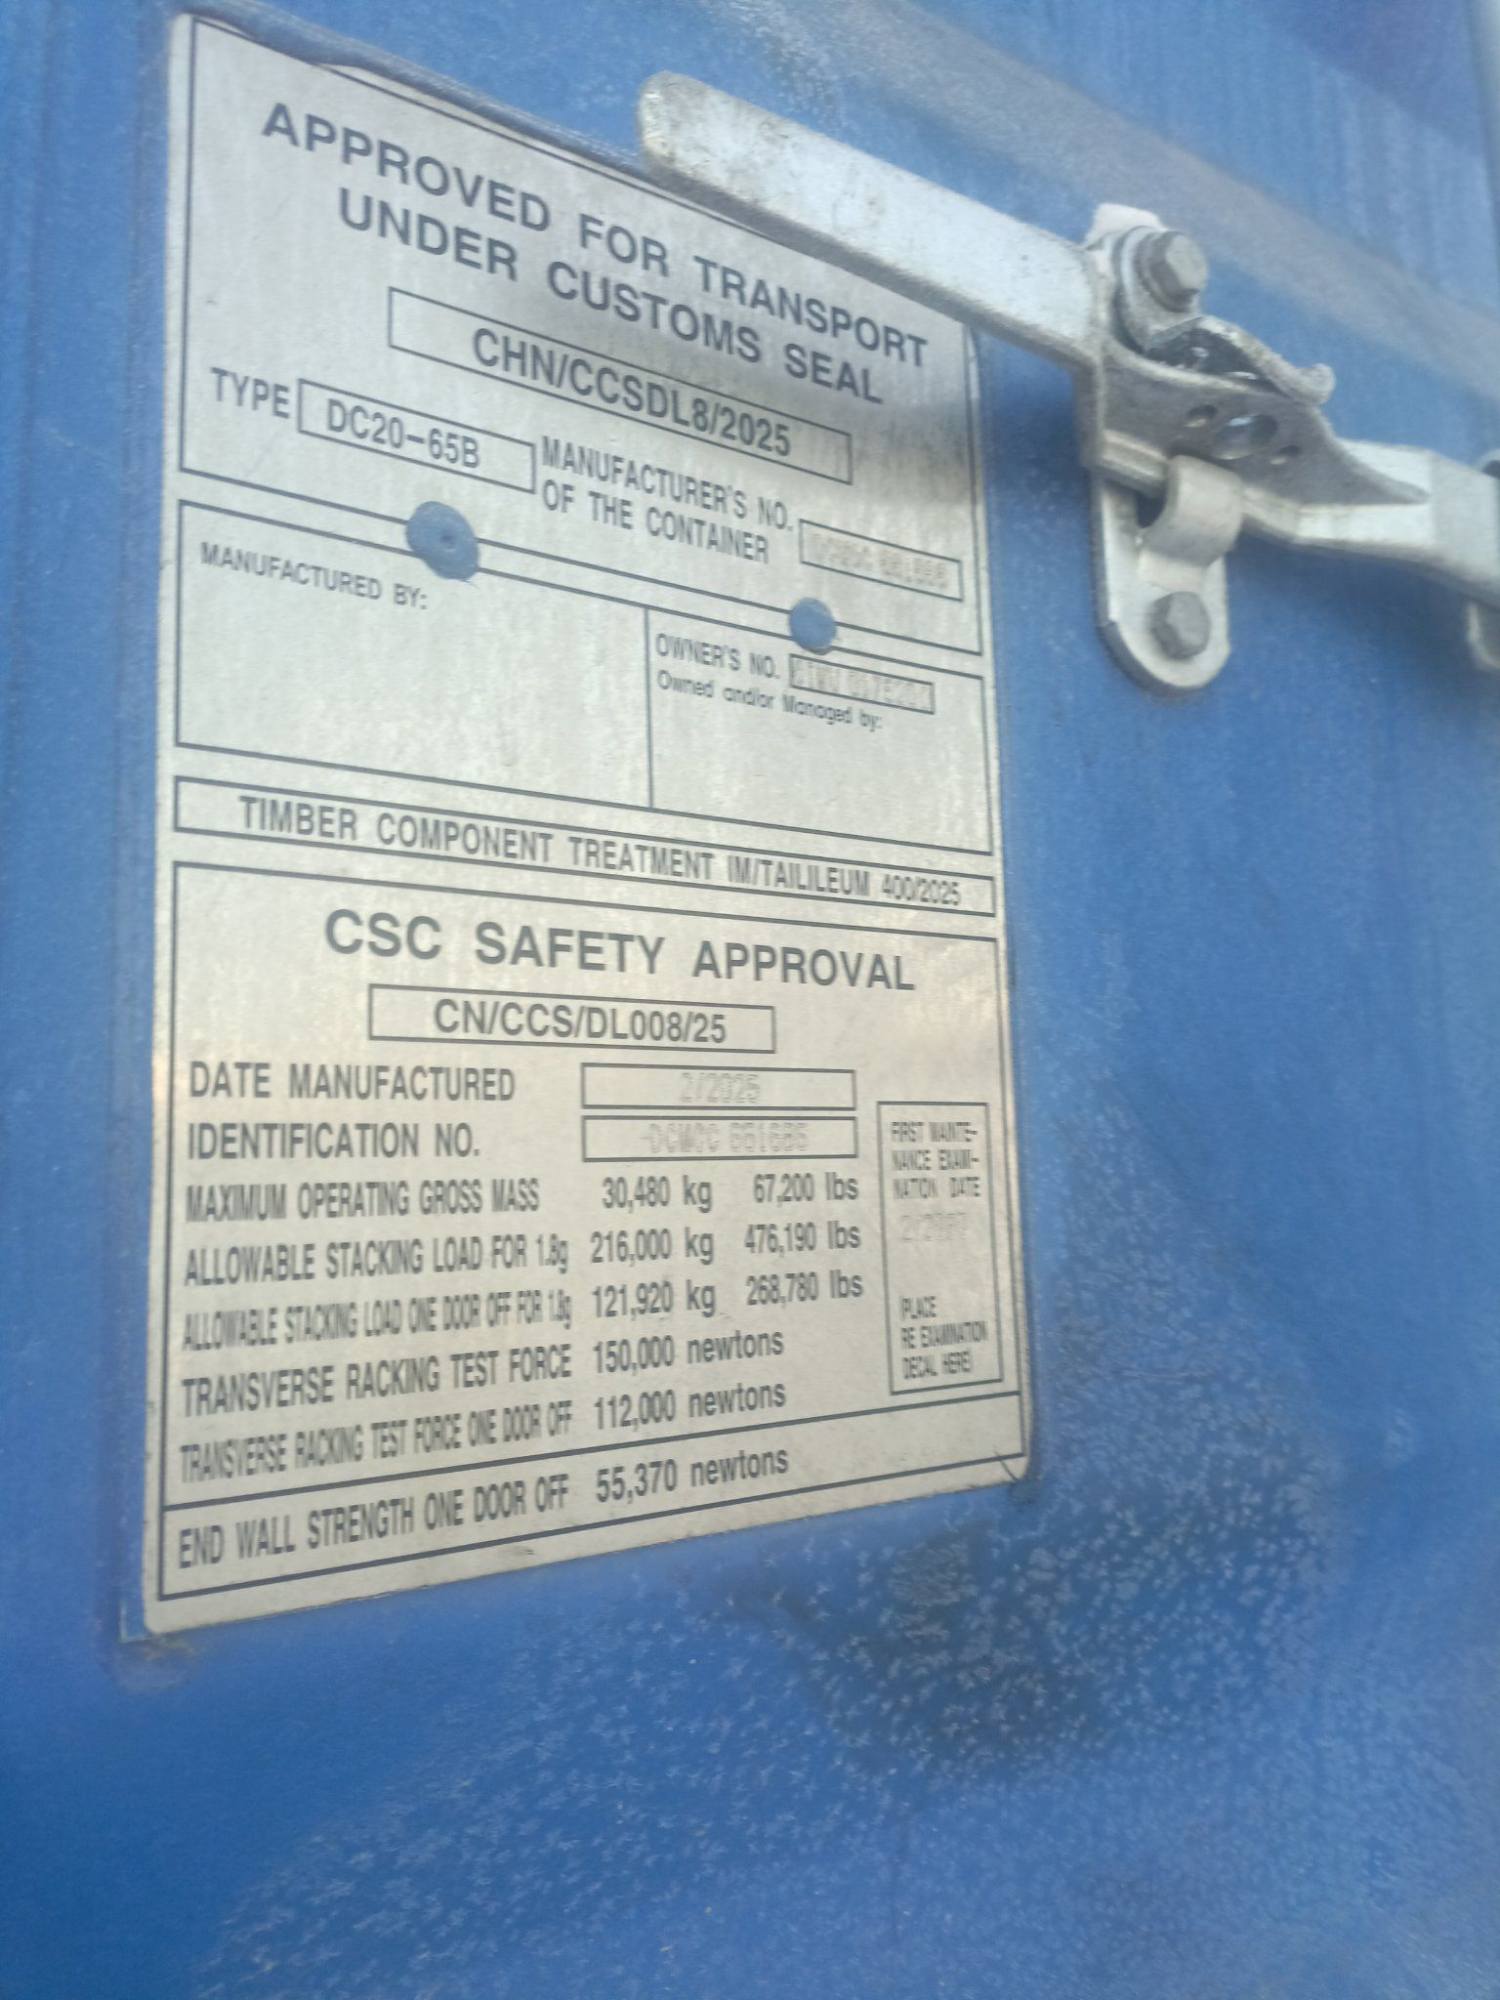 APPROVED FOR TRANSPORT
UNDER CUSTOMS SEAL
CHN/CCSDL8/2025
TYPE DC20-65B MANUFACTURER'S NO.
OF THE CONTAINER
MANUFACTURED BY:
OWNER'S NO.
Owned and/or Managed by:
TIMBER COMPONENT TREATMENT IM/TAILILEUM 400/2025
CSC SAFETY APPROVAL
CN/CCS/DL008/25
DATE MANUFACTURED 2/2025
IDENTIFICATION NO.
MAXIMUM OPERATING GROSS MASS 30,480 kg 67,200 lbs
ALLOWABLE STACKING LOAD FOR 1.8g 216,000 kg 476,190 lbs
ALLOWABLE STACKING LOAD ONE DOOR OFF FOR 1.8g 121,920 kg 268,780 lbs
TRANSVERSE RACKING TEST FORCE 150,000 newtons
TRANSVERSE RACKING TEST FORCE ONE DOOR OFF 112,000 newtons
END WALL STRENGTH ONE DOOR OFF 55,370 newtons
FIRST MAINTE-
NANCE EXAMI-
NATION DATE
(PLACE
RE EXAMINATION
DECAL HERE)